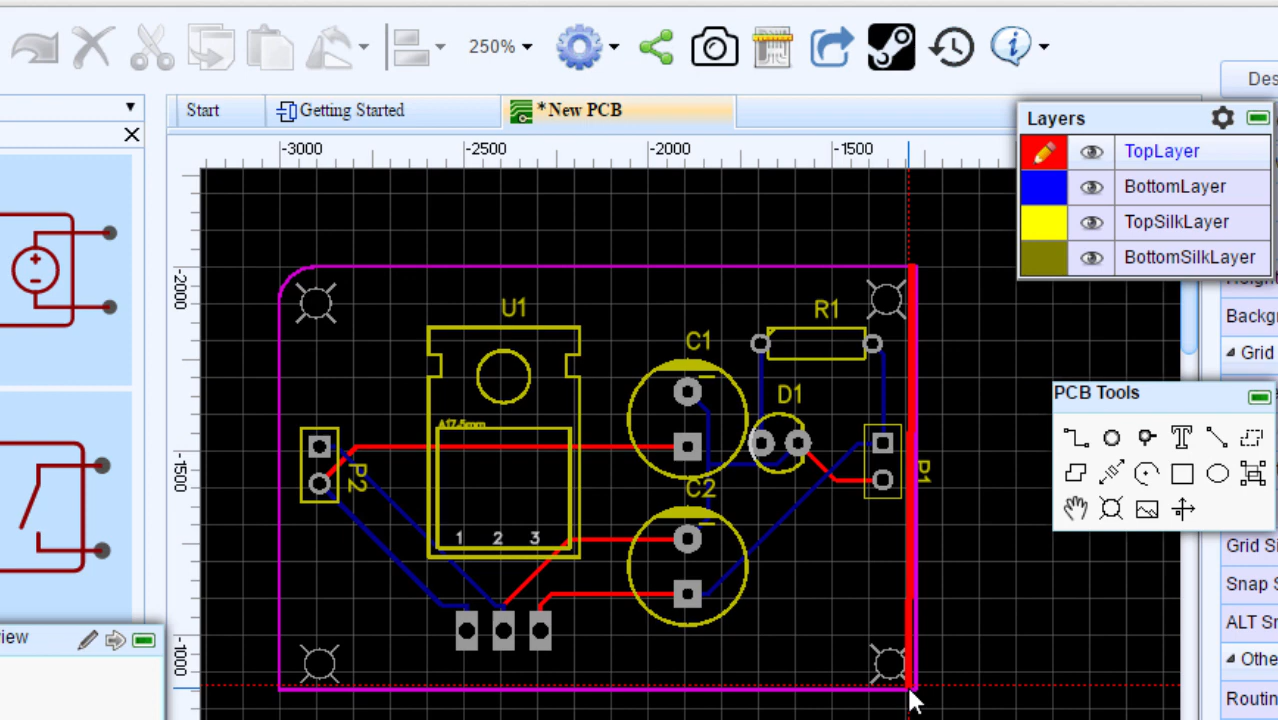 250%
Des
Start
Getting Started
*New PCB
Layers
-3000
-2500
-2000
-1500
TopLayer
BottomLayer
TopSilkLayer
BottomSilkLayer
-2000
-1500
-1000
U1
R1
C1
D1
P2
P1
C2
1 2 3
Backg
Grid
PCB Tools
Grid Si
Snap S
ALT Sn
Othe
Routin
view